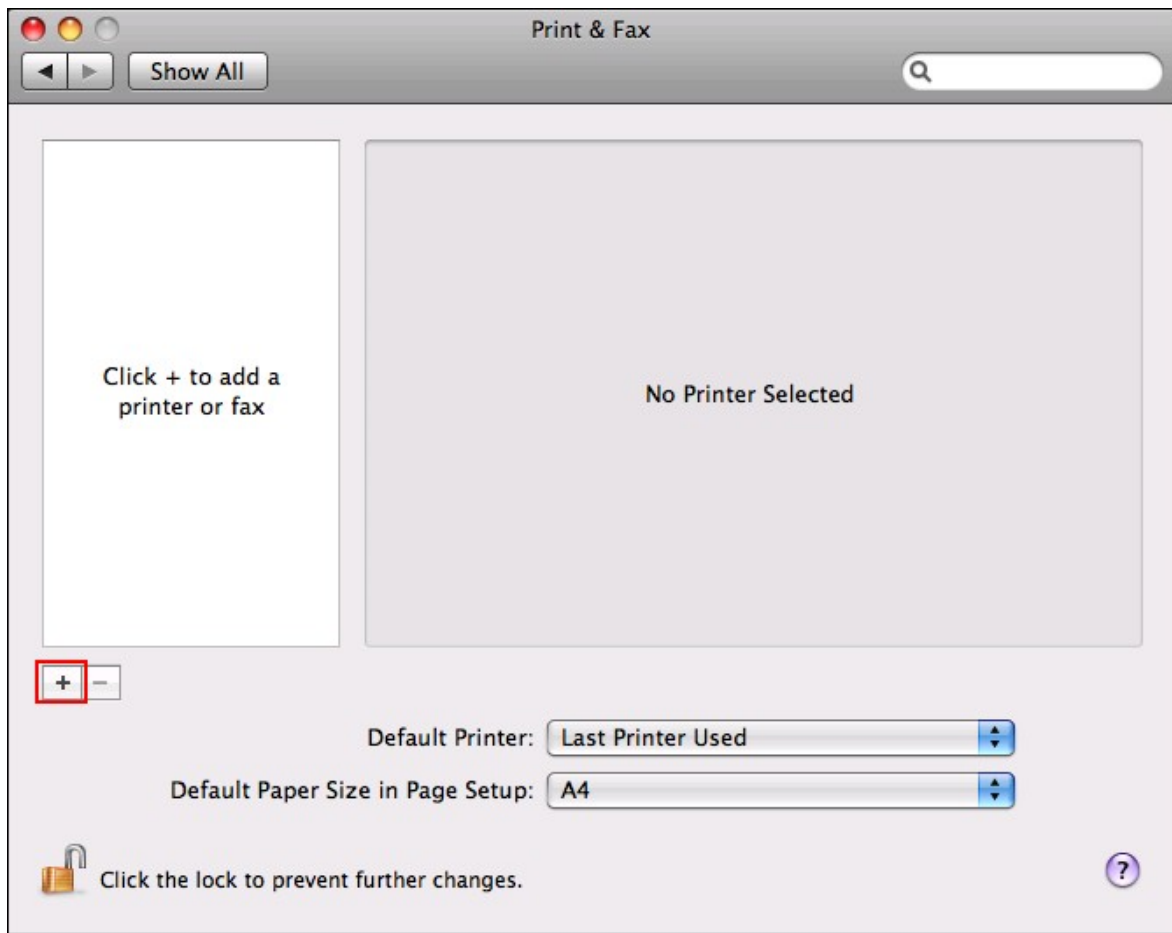 Print & Fax
Show All
Click + to add a
printer or fax
No Printer Selected
+ −
Default Printer: Last Printer Used
Default Paper Size in Page Setup: A4
Click the lock to prevent further changes.
?